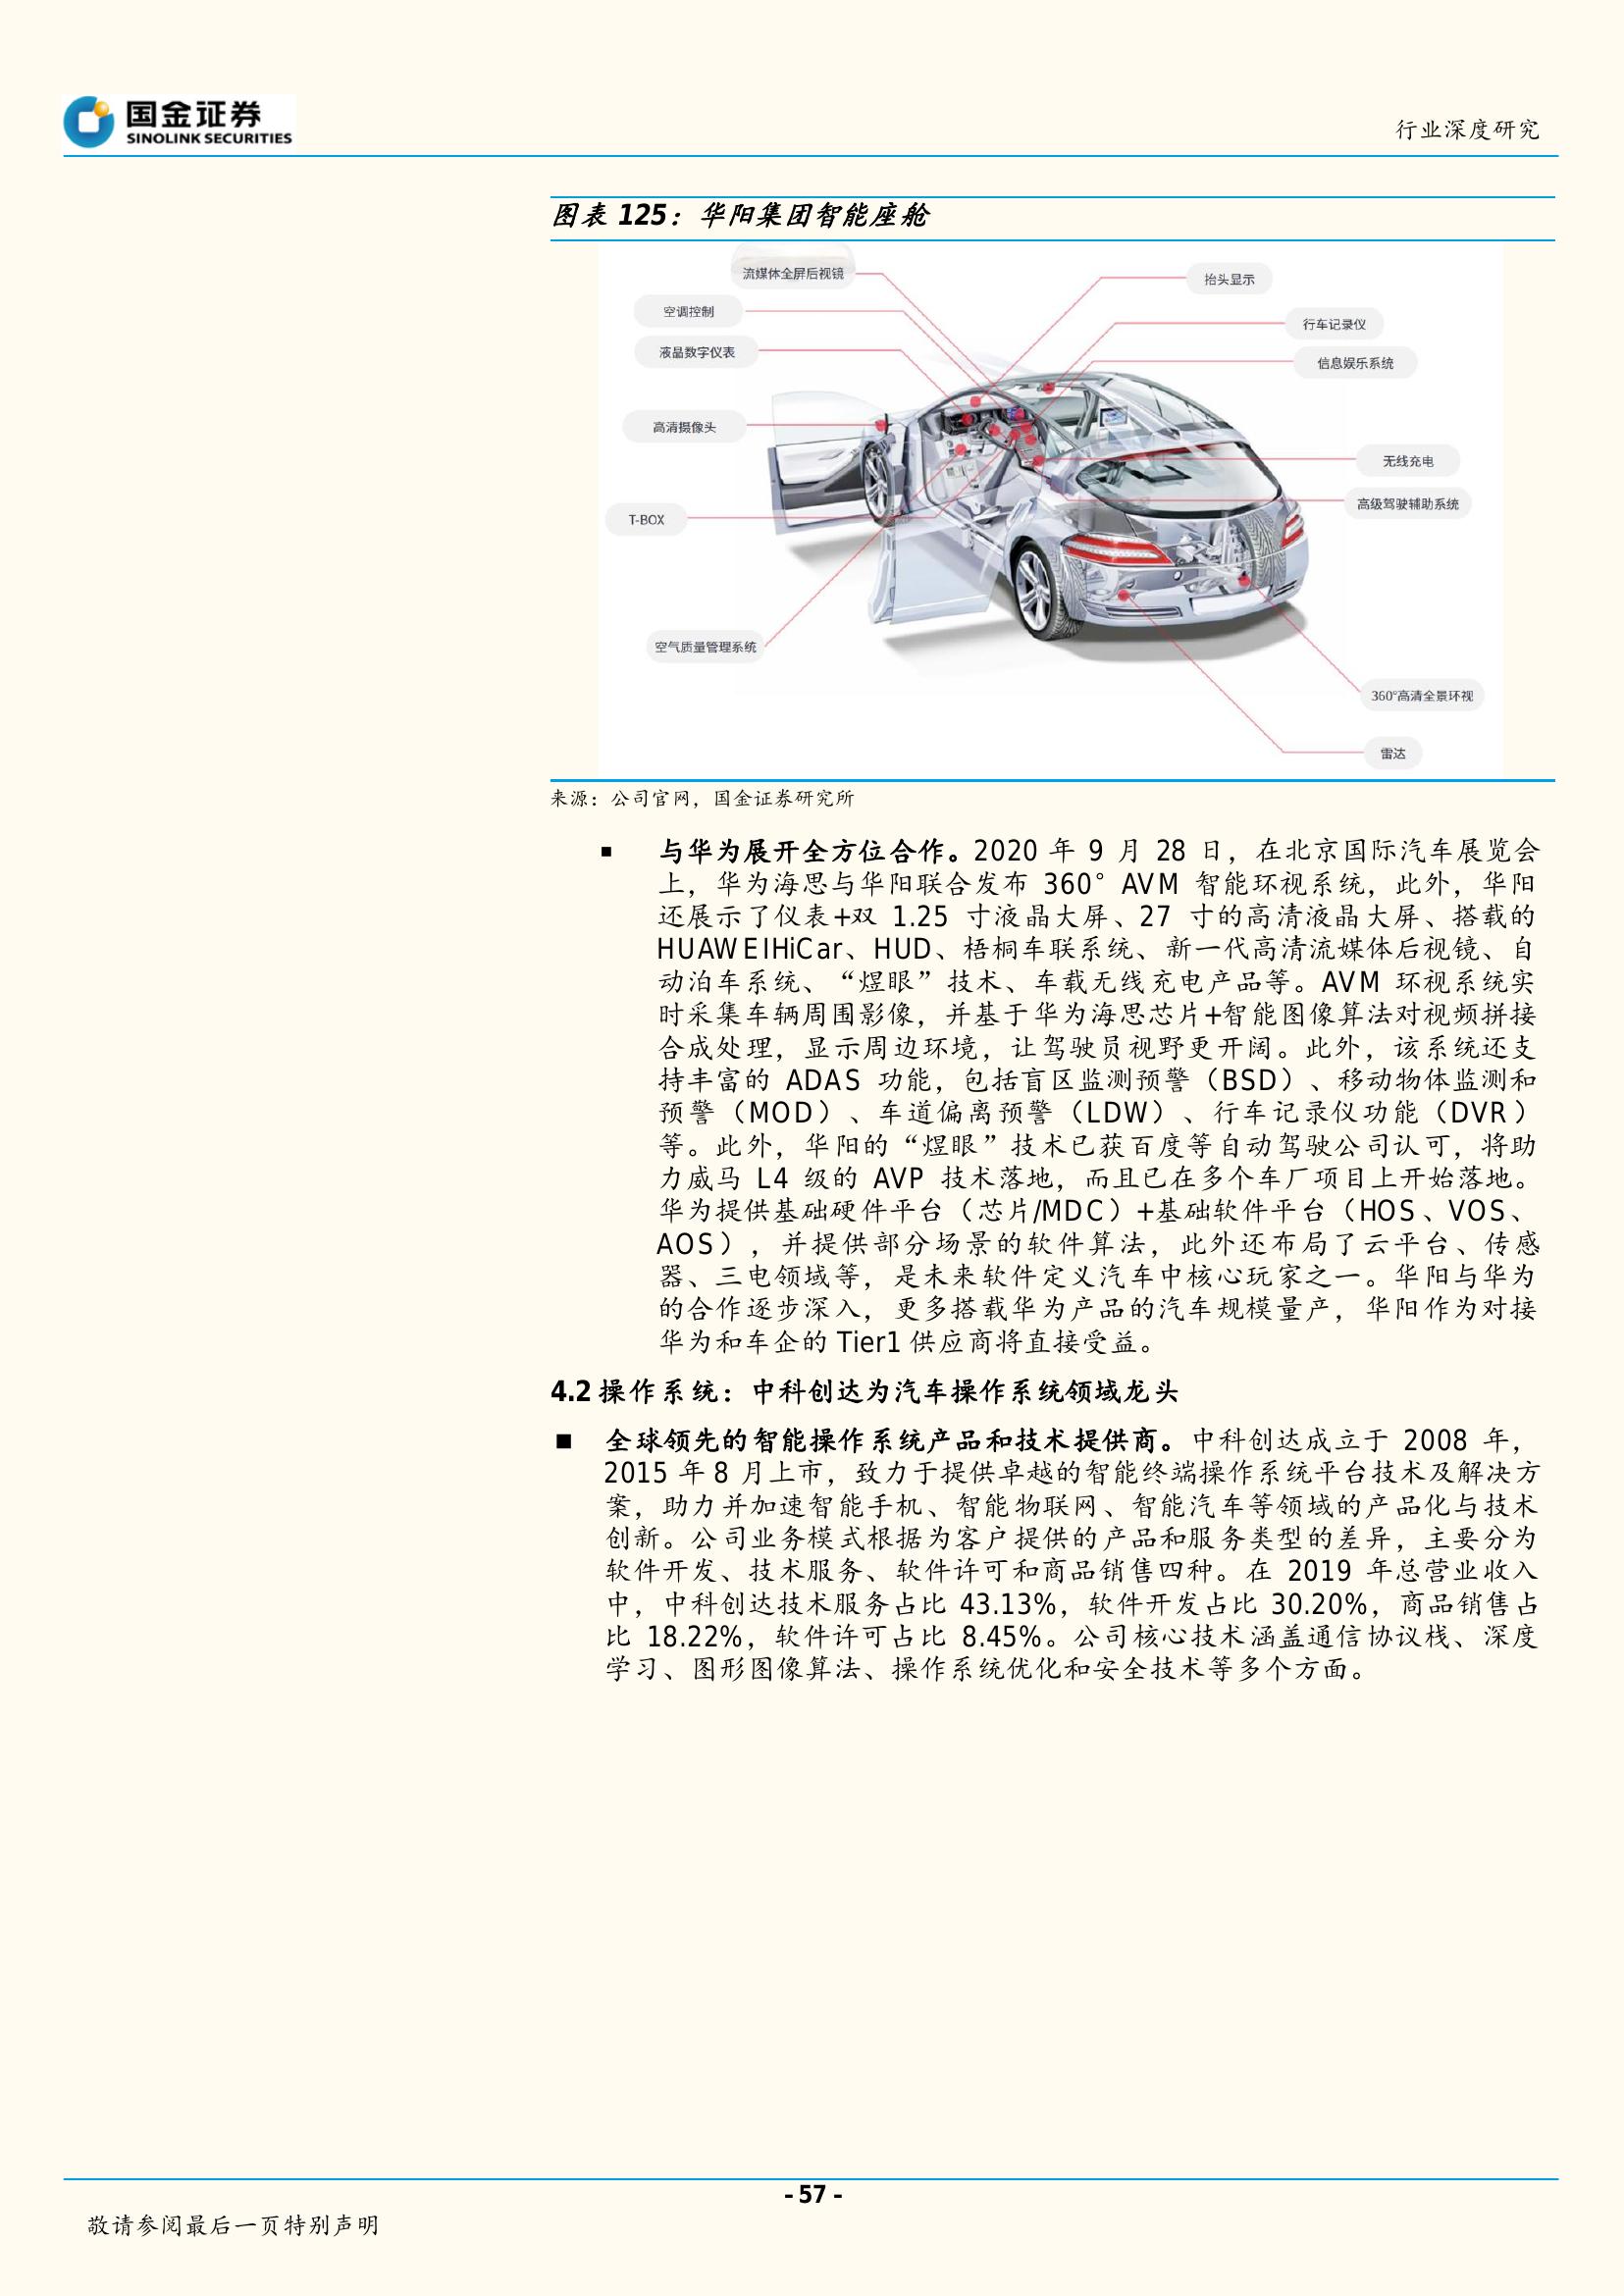 国金证券
SINOLINK SECURITIES
行业深度研究
图表 125：华阳集团智能座舱
流媒体全屏后视镜
抬头显示
空调控制
行车记录仪
液晶数字仪表
信息娱乐系统
高清摄像头
无线充电
高级驾驶辅助系统
T-BOX
空气质量管理系统
360°高清全景环视
雷达
来源：公司官网，国金证券研究所
■ 与华为展开全方位合作。2020 年 9 月 28 日，在北京国际汽车展览会
上，华为海思与华阳联合发布 360°AVM 智能环视系统，此外，华阳
还展示了仪表+双 1.25 寸液晶大屏、27 寸的高清液晶大屏、搭载的
HUAWEIHiCar、HUD、梧桐车联系统、新一代高清流媒体后视镜、自
动泊车系统、“煜眼”技术、车载无线充电产品等。AVM 环视系统实
时采集车辆周围影像，并基于华为海思芯片+智能图像算法对视频拼接
合成处理，显示周边环境，让驾驶员视野更开阔。此外，该系统还支
持丰富的 ADAS 功能，包括盲区监测预警（BSD）、移动物体监测和
预警（MOD）、车道偏离预警（LDW）、行车记录仪功能（DVR）
等。此外，华阳的“煜眼”技术已获百度等自动驾驶公司认可，将助
力威马 L4 级的 AVP 技术落地，而且已在多个车厂项目上开始落地。
华为提供基础硬件平台（芯片/MDC）+基础软件平台（HOS、VOS、
AOS），并提供部分场景的软件算法，此外还布局了云平台、传感
器、三电领域等，是未来软件定义汽车中核心玩家之一。华阳与华为
的合作逐步深入，更多搭载华为产品的汽车规模量产，华阳作为对接
华为和车企的 Tier1 供应商将直接受益。
4.2 操作系统：中科创达为汽车操作系统领域龙头
■ 全球领先的智能操作系统产品和技术提供商。中科创达成立于 2008 年，
2015 年 8 月上市，致力于提供卓越的智能终端操作系统平台技术及解决方
案，助力并加速智能手机、智能物联网、智能汽车等领域的产品化与技术
创新。公司业务模式根据为客户提供的产品和服务类型的差异，主要分为
软件开发、技术服务、软件许可和商品销售四种。在 2019 年总营业收入
中，中科创达技术服务占比 43.13%，软件开发占比 30.20%，商品销售占
比 18.22%，软件许可占比 8.45%。公司核心技术涵盖通信协议栈、深度
学习、图形图像算法、操作系统优化和安全技术等多个方面。
- 57 -
敬请参阅最后一页特别声明